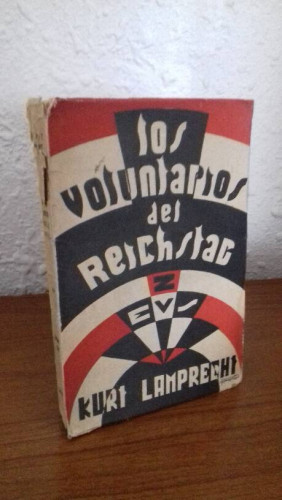 los
voluntarios
del
Reichstag
Z
E V S
KURT LAMPRECHT